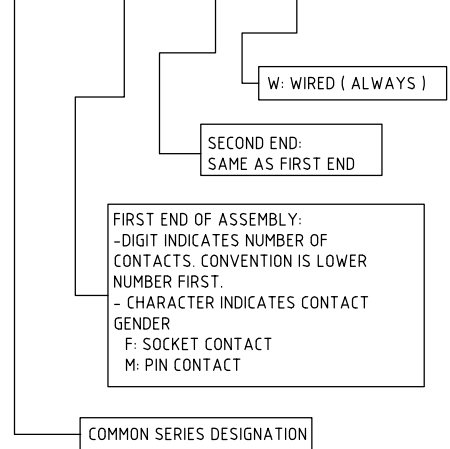 W: WIRED ( ALWAYS )
SECOND END:
SAME AS FIRST END
FIRST END OF ASSEMBLY:
-DIGIT INDICATES NUMBER OF
CONTACTS. CONVENTION IS LOWER
NUMBER FIRST.
- CHARACTER INDICATES CONTACT
GENDER
F: SOCKET CONTACT
M: PIN CONTACT
COMMON SERIES DESIGNATION